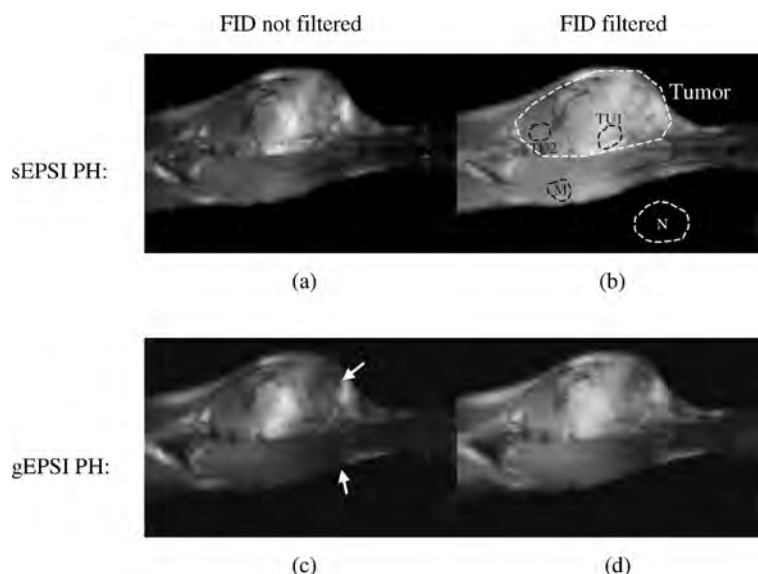 FID not filtered
FID filtered
Tumor
TU1
TU2
sEPSI PH:
M
N
(a)
(b)
gEPSI PH:
(c)
(d)